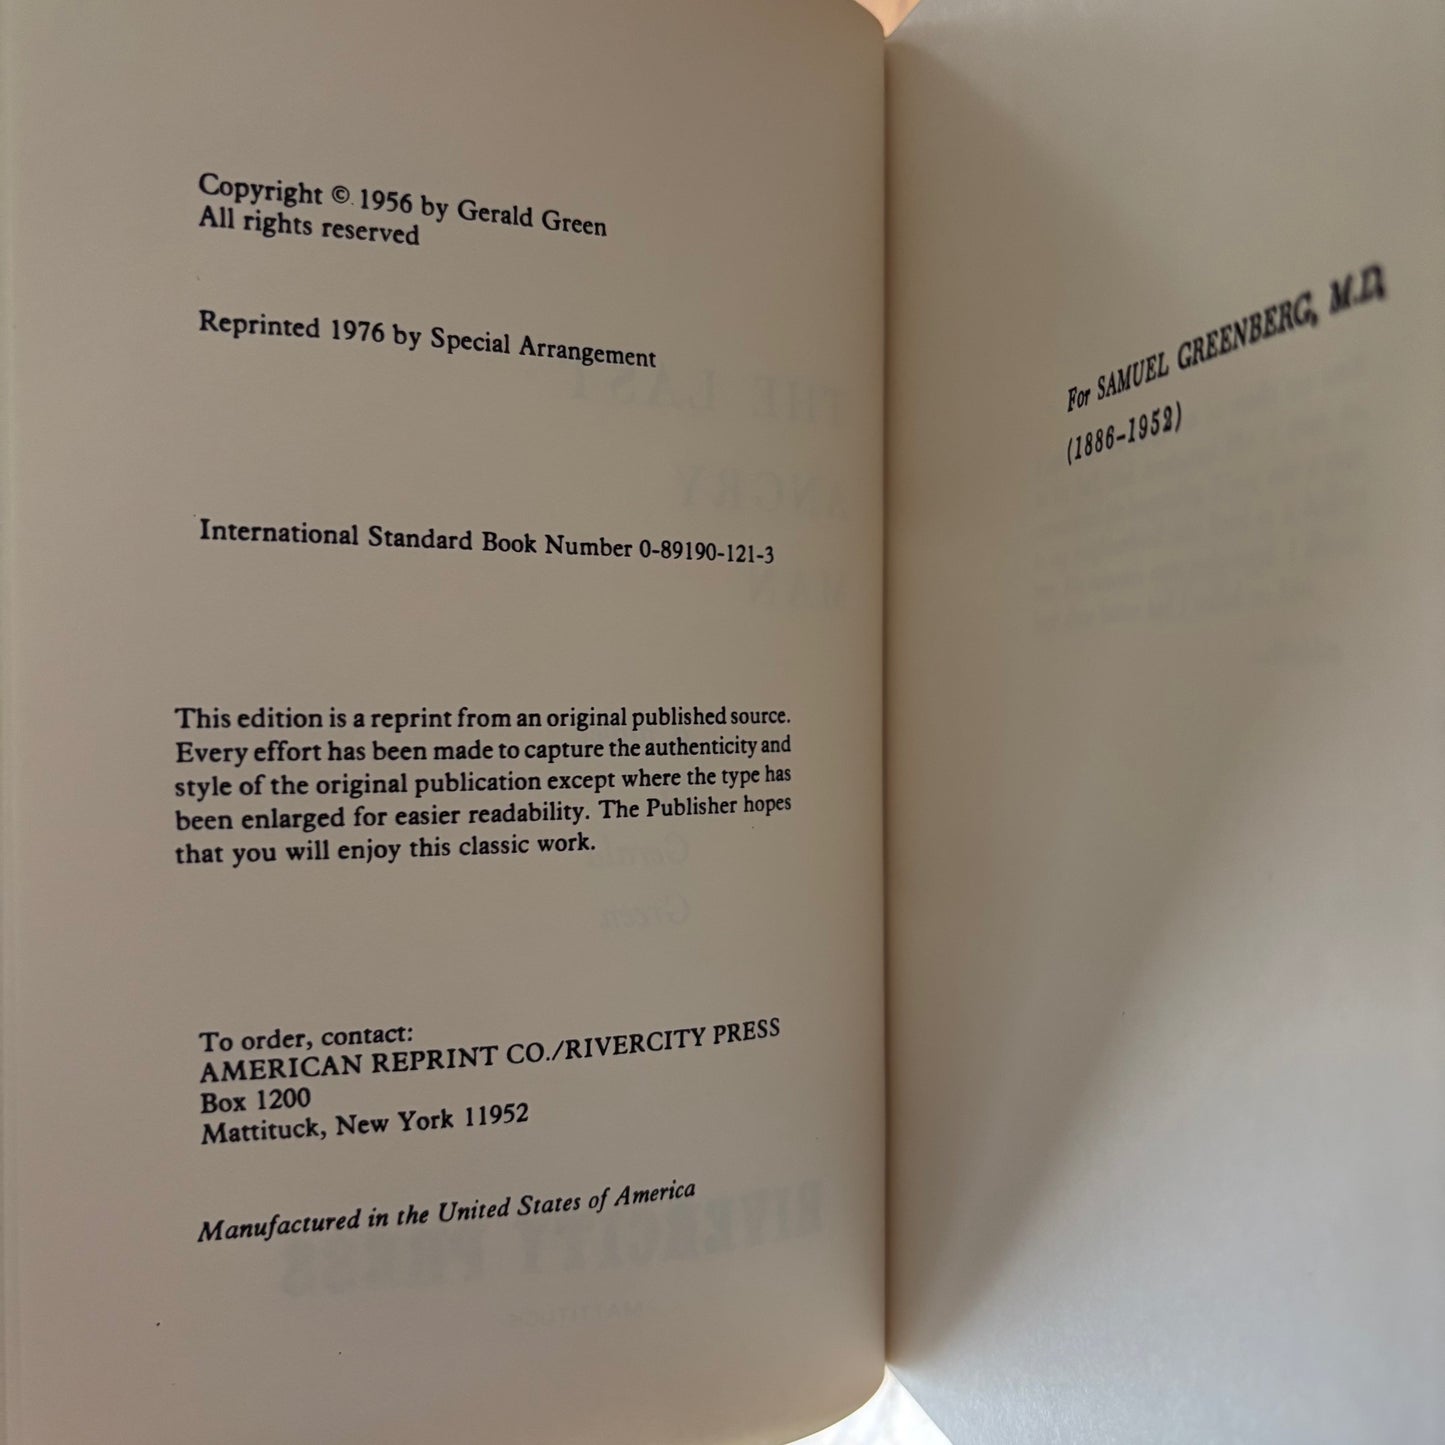 Copyright © 1956 by Gerald Green
All rights reserved
Reprinted 1976 by Special Arrangement
International Standard Book Number 0-89190-121-3
This edition is a reprint from an original published source.
Every effort has been made to capture the authenticity and
style of the original publication except where the type has
been enlarged for easier readability. The Publisher hopes
that you will enjoy this classic work.
To order, contact:
AMERICAN REPRINT CO./RIVERCITY PRESS
Box 1200
Mattituck, New York 11952
Manufactured in the United States of America
For SAMUEL GREENBERG, M.D.
(1886–1952)